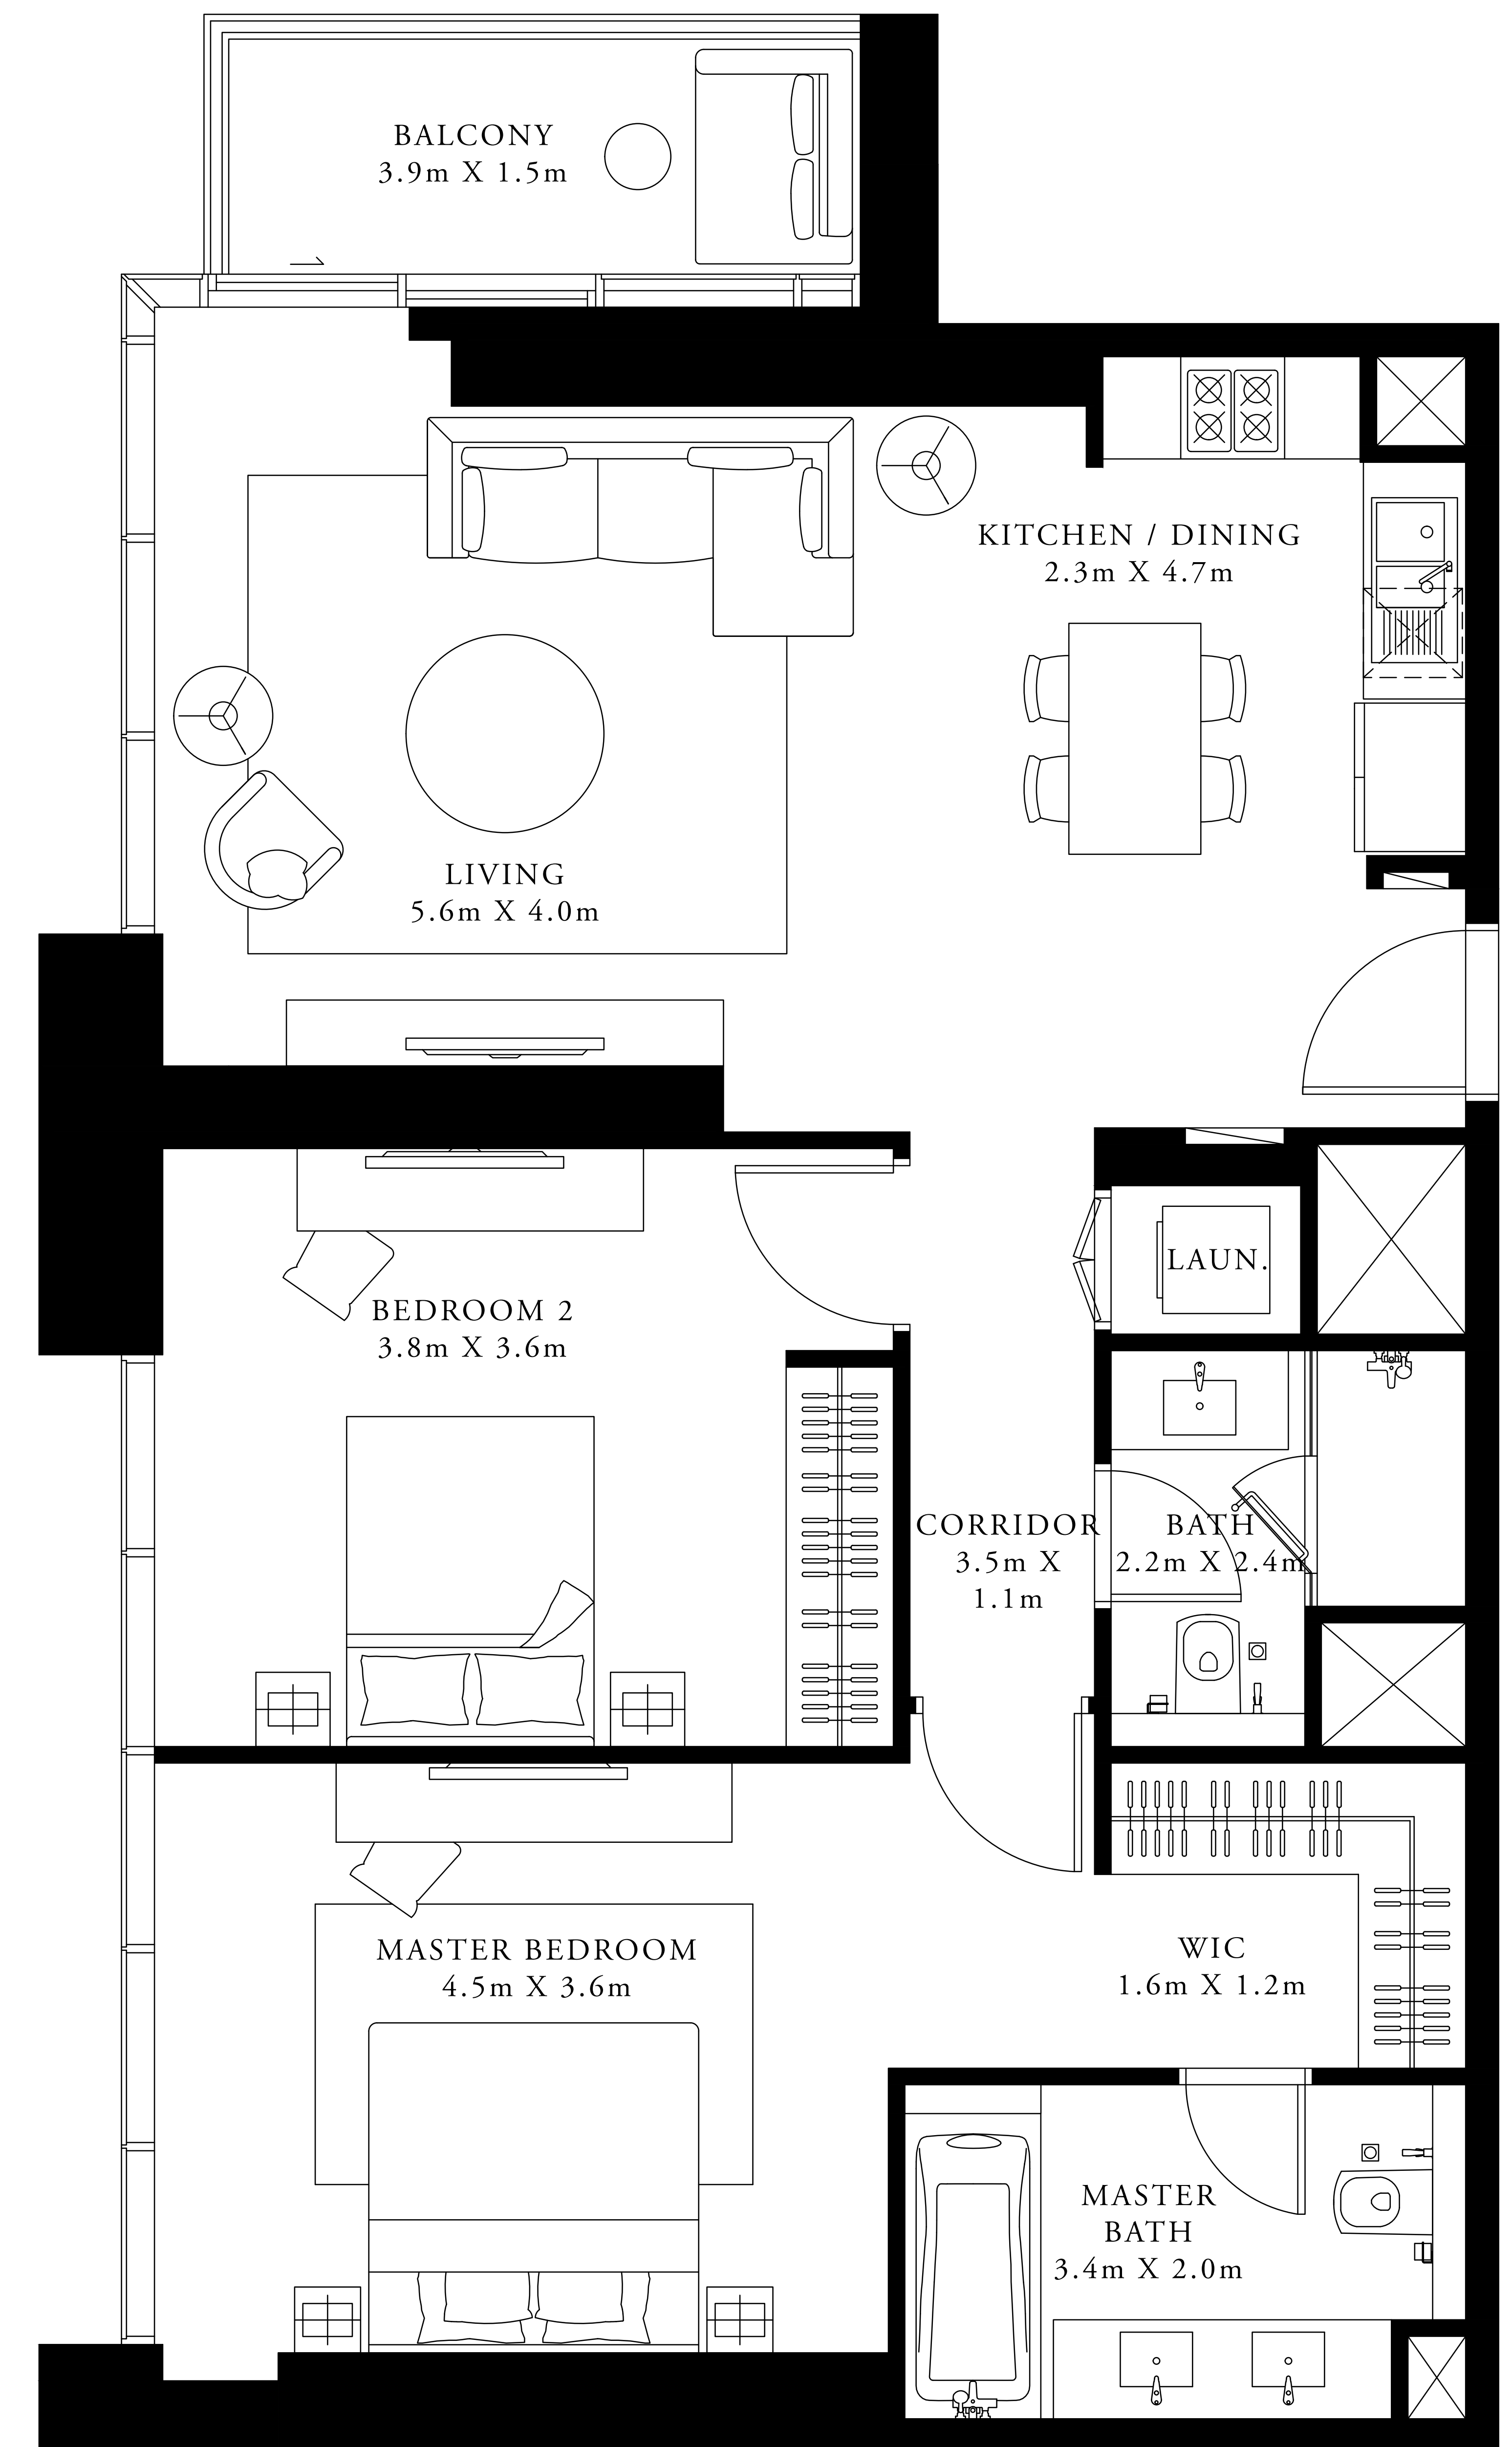 BALCONY
3.9m X 1.5m
KITCHEN / DINING
2.3m X 4.7m
LIVING
5.6m X 4.0m
LAUN.
BEDROOM 2
3.8m X 3.6m
CORRIDOR
3.5m X
1.1m
BATH
2.2m X 2.4m
MASTER BEDROOM
4.5m X 3.6m
WIC
1.6m X 1.2m
MASTER
BATH
3.4m X 2.0m